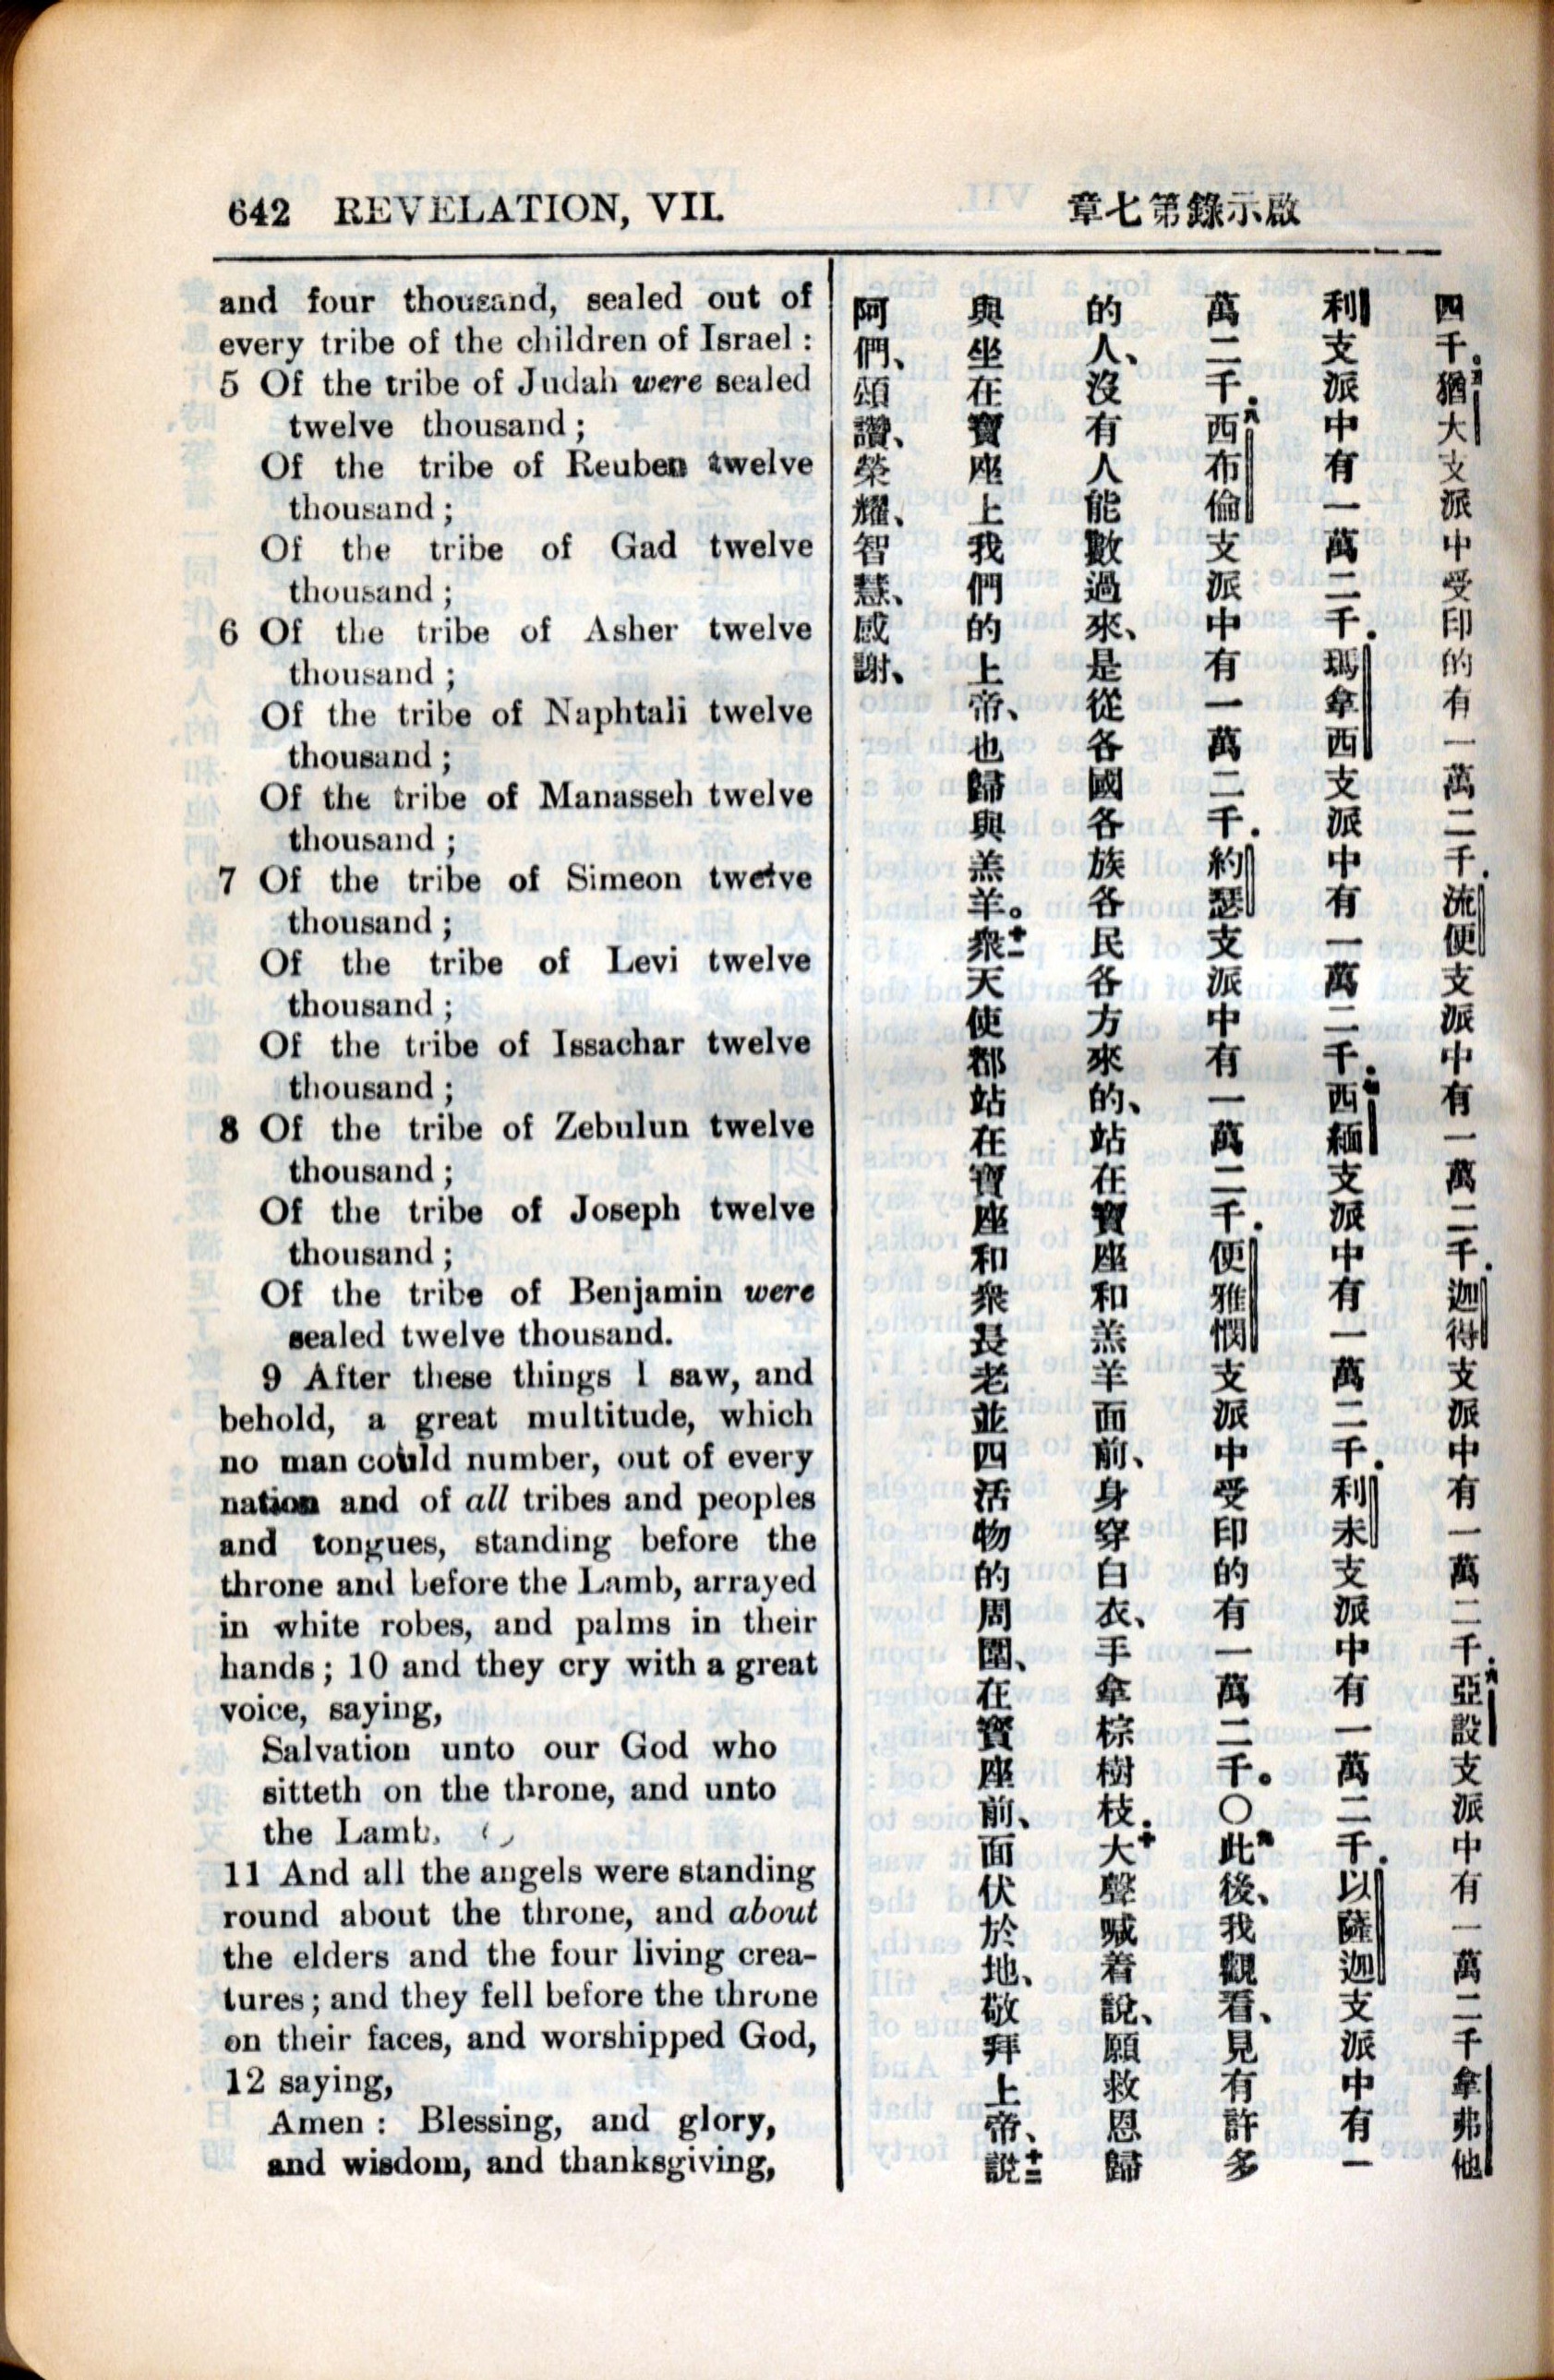 642 REVELATION, VII.
章七第錄示啟
and four thousand, sealed out of
every tribe of the children of Israel :
5 Of the tribe of Judah were sealed
twelve thousand ;
Of the tribe of Reuben twelve
thousand ;
Of the tribe of Gad twelve
thousand ;
6 Of the tribe of Asher twelve
thousand ;
Of the tribe of Naphtali twelve
thousand ;
Of the tribe of Manasseh twelve
thousand ;
7 Of the tribe of Simeon twelve
thousand ;
Of the tribe of Levi twelve
thousand ;
Of the tribe of Issachar twelve
thousand ;
8 Of the tribe of Zebulun twelve
thousand ;
Of the tribe of Joseph twelve
thousand ;
Of the tribe of Benjamin were
sealed twelve thousand.
9 After these things I saw, and
behold, a great multitude, which
no man could number, out of every
nation and of all tribes and peoples
and tongues, standing before the
throne and before the Lamb, arrayed
in white robes, and palms in their
hands ; 10 and they cry with a great
voice, saying,
Salvation unto our God who
sitteth on the throne, and unto
the Lamb.
11 And all the angels were standing
round about the throne, and about
the elders and the four living crea-
tures ; and they fell before the throne
on their faces, and worshipped God,
12 saying,
Amen : Blessing, and glory,
and wisdom, and thanksgiving,
四千．五猶大支派中受印的有一萬二千．流便支派中有一萬二千．迦得支派中有一萬二千．六亞設支派中有一萬二千拿弗他
利支派中有一萬二千．瑪拿西支派中有一萬二千．七西緬支派中有一萬二千．利未支派中有一萬二千．以薩迦支派中有一
萬二千．八西布倫支派中有一萬二千．約瑟支派中有一萬二千．便雅憫支派中受印的有一萬二千。〇九此後、我觀看、見有許多
的人、沒有人能數過來、是從各國各族各民各方來的、站在寶座和羔羊面前、身穿白衣、手拿棕樹枝．十大聲喊着說、願救恩歸
與坐在寶座上我們的上帝、也歸與羔羊。十一衆天使都站在寶座和衆長老並四活物的周圍、在寶座前、面伏於地、敬拜上帝、十二說
阿們、頌讚、榮耀、智慧、感謝、